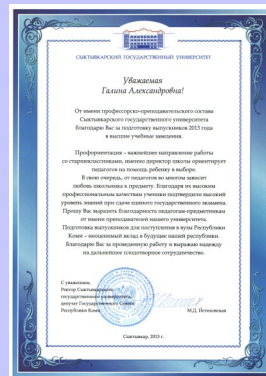 СЫКТЫВКАРСКИЙ ГОСУДАРСТВЕННЫЙ УНИВЕРСИТЕТ
Уважаемая
Галина Александровна!
От имени профессорско-преподавательского состава
Сыктывкарского государственного университета
благодарю Вас за подготовку выпускников 2013 года
в высшие учебные заведения.
Профориентация – важнейшее направление работы
со старшеклассниками, именно директор школы ориентирует
педагогов на помощь ребенку в выборе.
В свою очередь, от педагогов во многом зависит
любовь школьника к предмету. Благодаря их высоким
профессиональным качествам ученики подтвердили высокий
уровень знаний при сдаче единого государственного экзамена.
Прошу Вас выразить благодарность педагогам-предметникам
от имени преподавателей нашего университета.
Подготовка выпускников для поступления в вузы Республики
Коми – неоценимый вклад в будущее нашей республики.
Благодарю Вас за проведенную работу и выражаю надежду
на дальнейшее плодотворное сотрудничество.
С уважением,
Ректор Сыктывкарского
государственного университета,
депутат Государственного Совета
Республики Коми
М.Д. Истиховская
Сыктывкар, 2013 г.